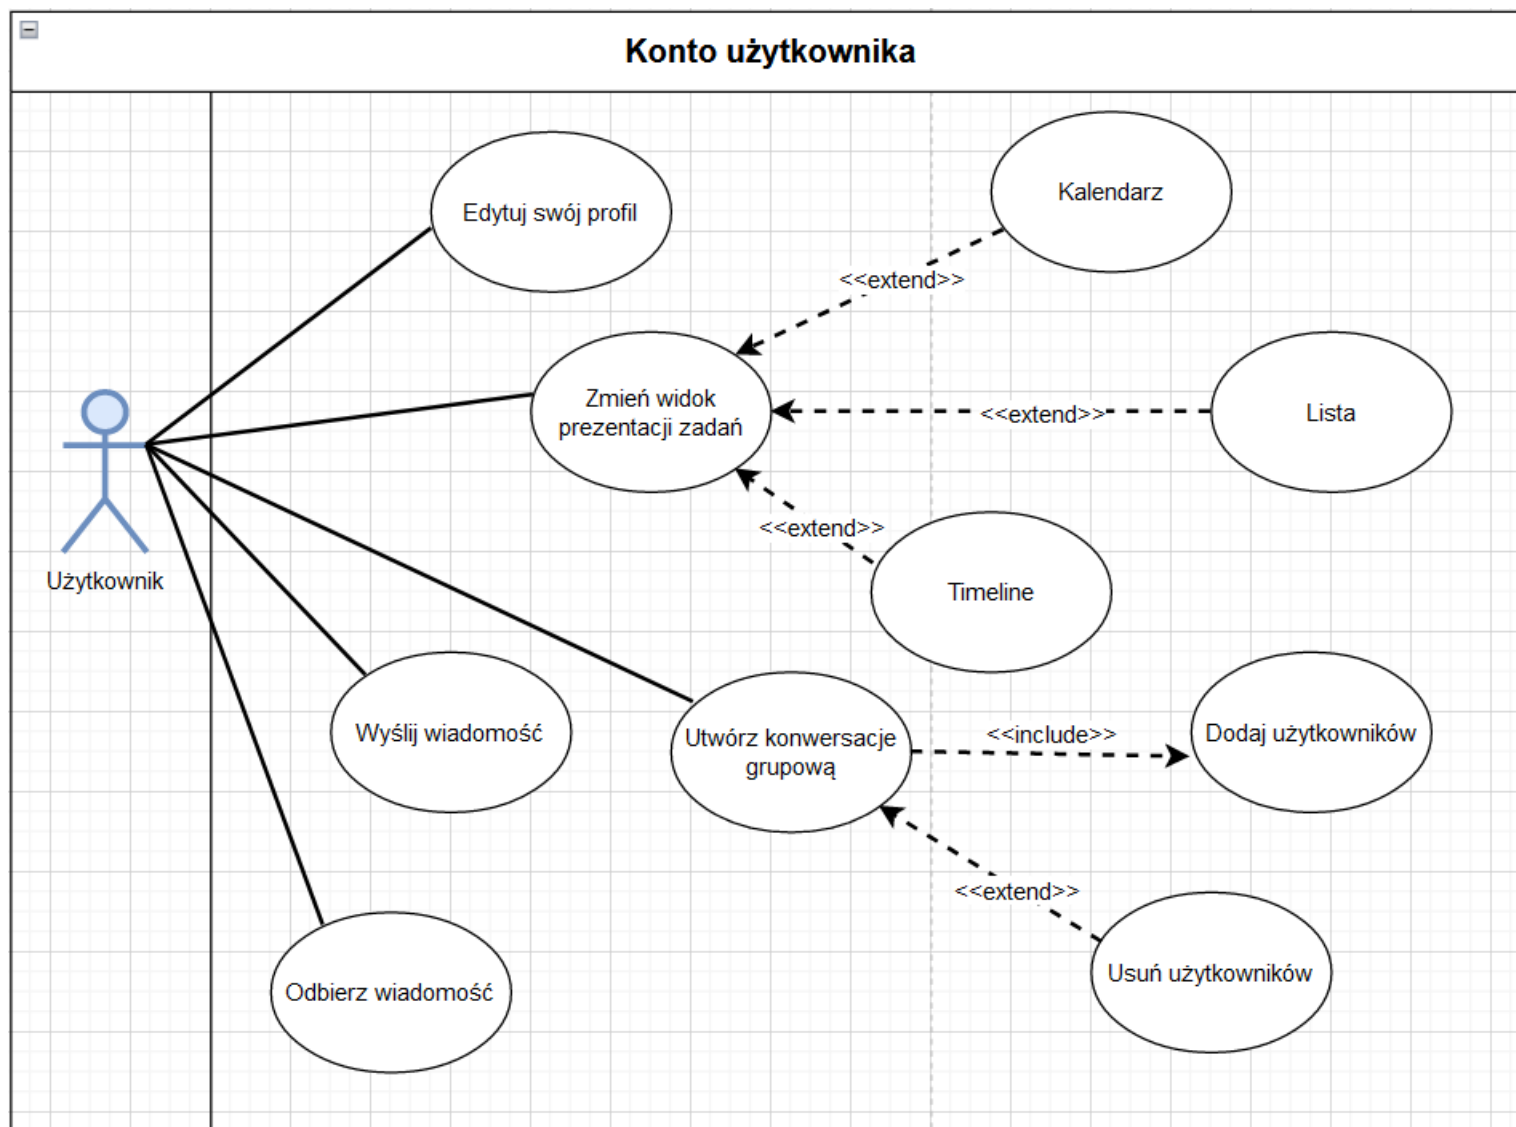 Konto użytkownika
Edytuj swój profil
Kalendarz
<<extend>>
Zmień widok
prezentacji zadań
<<extend>>
Lista
<<extend>>
Timeline
Użytkownik
Wyślij wiadomość
Utwórz konwersacje
grupową
<<include>>
Dodaj użytkowników
<<extend>>
Usuń użytkowników
Odbierz wiadomość